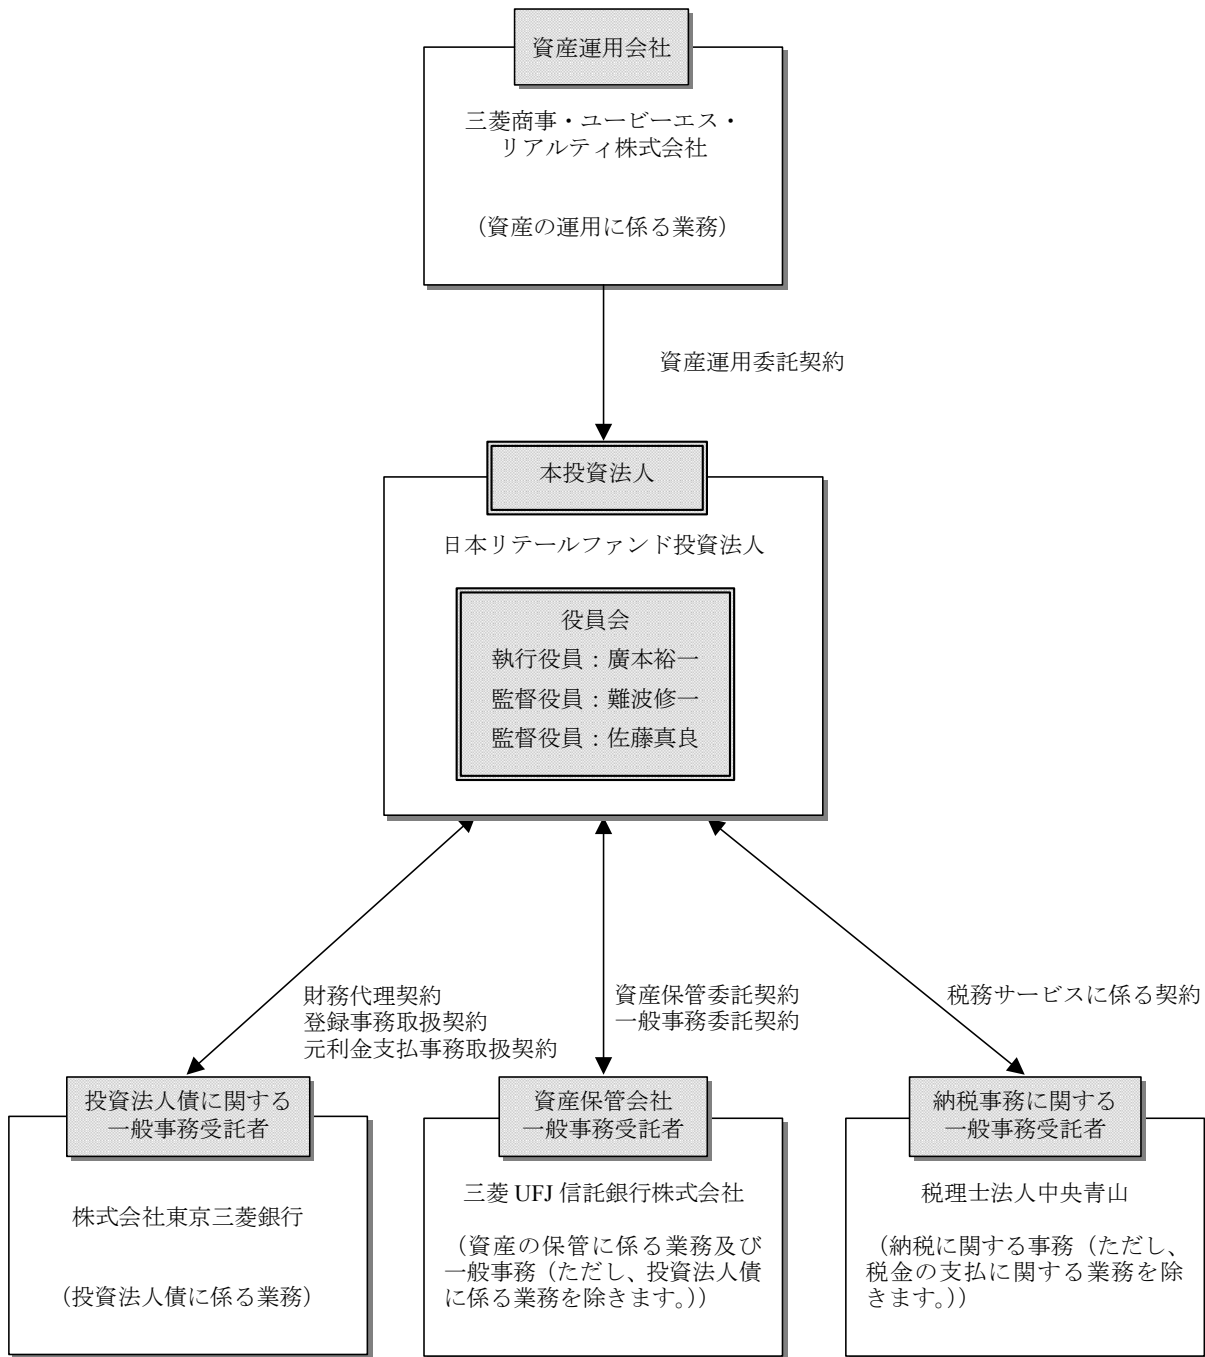 資産運用会社
三菱商事・ユービーエス・
リアルティ株式会社
（資産の運用に係る業務）
資産運用委託契約
本投資法人
日本リテールファンド投資法人
役員会
執行役員：廣本裕一
監督役員：難波修一
監督役員：佐藤真良
財務代理契約
登録事務取扱契約
元利金支払事務取扱契約
資産保管委託契約
一般事務委託契約
税務サービスに係る契約
投資法人債に関する
一般事務受託者
株式会社東京三菱銀行
（投資法人債に係る業務）
資産保管会社
一般事務受託者
三菱 UFJ 信託銀行株式会社
（資産の保管に係る業務及び
一般事務（ただし、投資法人債
に係る業務を除きます。））
納税事務に関する
一般事務受託者
税理士法人中央青山
（納税に関する事務（ただし、
税金の支払に関する業務を除
きます。））